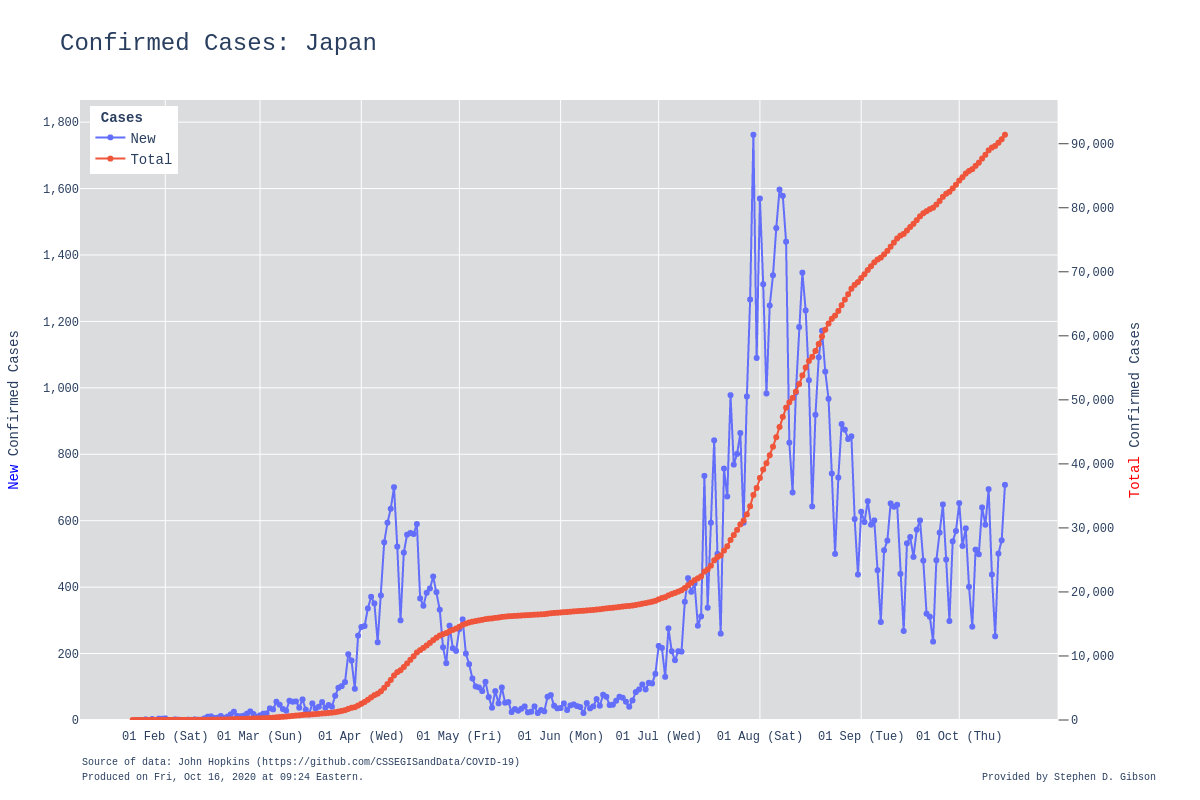 Confirmed Cases: Japan
Cases
New
Total
1,800
1,600
1,400
1,200
1,000
800
600
400
200
0
90,000
80,000
70,000
60,000
50,000
40,000
30,000
20,000
10,000
0
New Confirmed Cases
Total Confirmed Cases
01 Feb (Sat)
01 Mar (Sun)
01 Apr (Wed)
01 May (Fri)
01 Jun (Mon)
01 Jul (Wed)
01 Aug (Sat)
01 Sep (Tue)
01 Oct (Thu)
Source of data: John Hopkins (https://github.com/CSSEGISandData/COVID-19)
Produced on Fri, Oct 16, 2020 at 09:24 Eastern.
Provided by Stephen D. Gibson